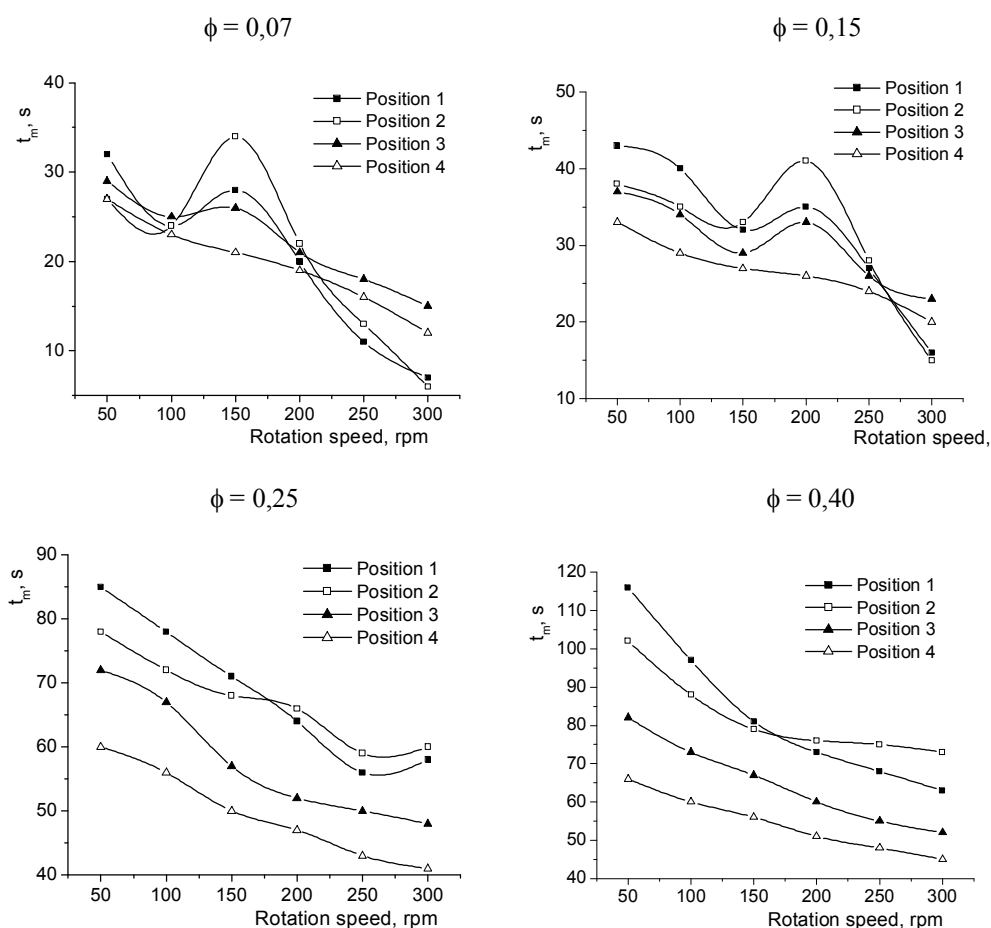 ϕ = 0,07
t_m, s
40
30
20
10
50 100 150 200 250 300
Rotation speed, rpm
Position 1
Position 2
Position 3
Position 4
ϕ = 0,15
t_m, s
50
40
30
20
10
50 100 150 200 250 300
Rotation speed,
Position 1
Position 2
Position 3
Position 4
ϕ = 0,25
t_m, s
90
80
70
60
50
40
50 100 150 200 250 300
Rotation speed, rpm
Position 1
Position 2
Position 3
Position 4
ϕ = 0,40
t_m, s
120
110
100
90
80
70
60
50
40
50 100 150 200 250 300
Rotation speed, rpm
Position 1
Position 2
Position 3
Position 4